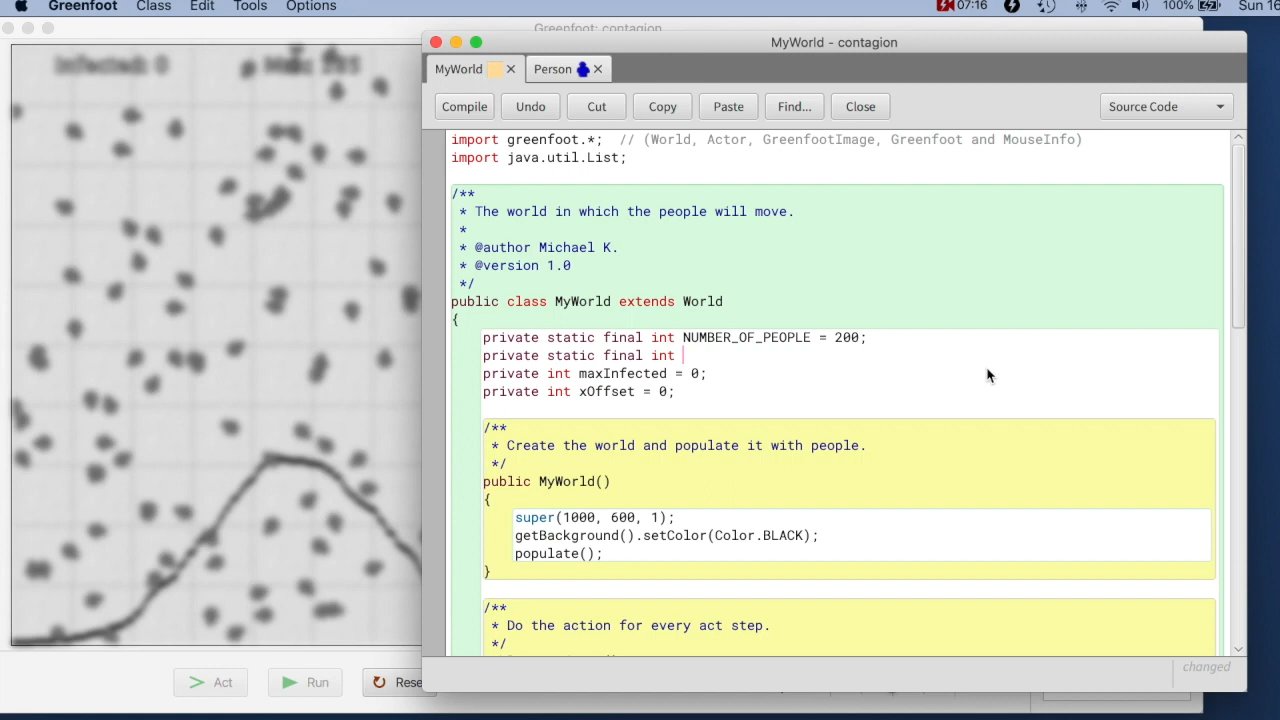 Greenfoot Class Edit Tools Options 07:16 100% Sun 16
Greenfoot: contagion
MyWorld - contagion
MyWorld Person
Compile Undo Cut Copy Paste Find... Close Source Code
import greenfoot.*;  // (World, Actor, GreenfootImage, Greenfoot and MouseInfo)
import java.util.List;
/**
 * The world in which the people will move.
 *
 * @author Michael K.
 * @version 1.0
 */
public class MyWorld extends World
{
    private static final int NUMBER_OF_PEOPLE = 200;
    private static final int
    private int maxInfected = 0;
    private int xOffset = 0;
    /**
     * Create the world and populate it with people.
     */
    public MyWorld()
    {
        super(1000, 600, 1);
        getBackground().setColor(Color.BLACK);
        populate();
    }
    /**
     * Do the action for every act step.
     */
changed
Infected: 0
> Act Run Rese